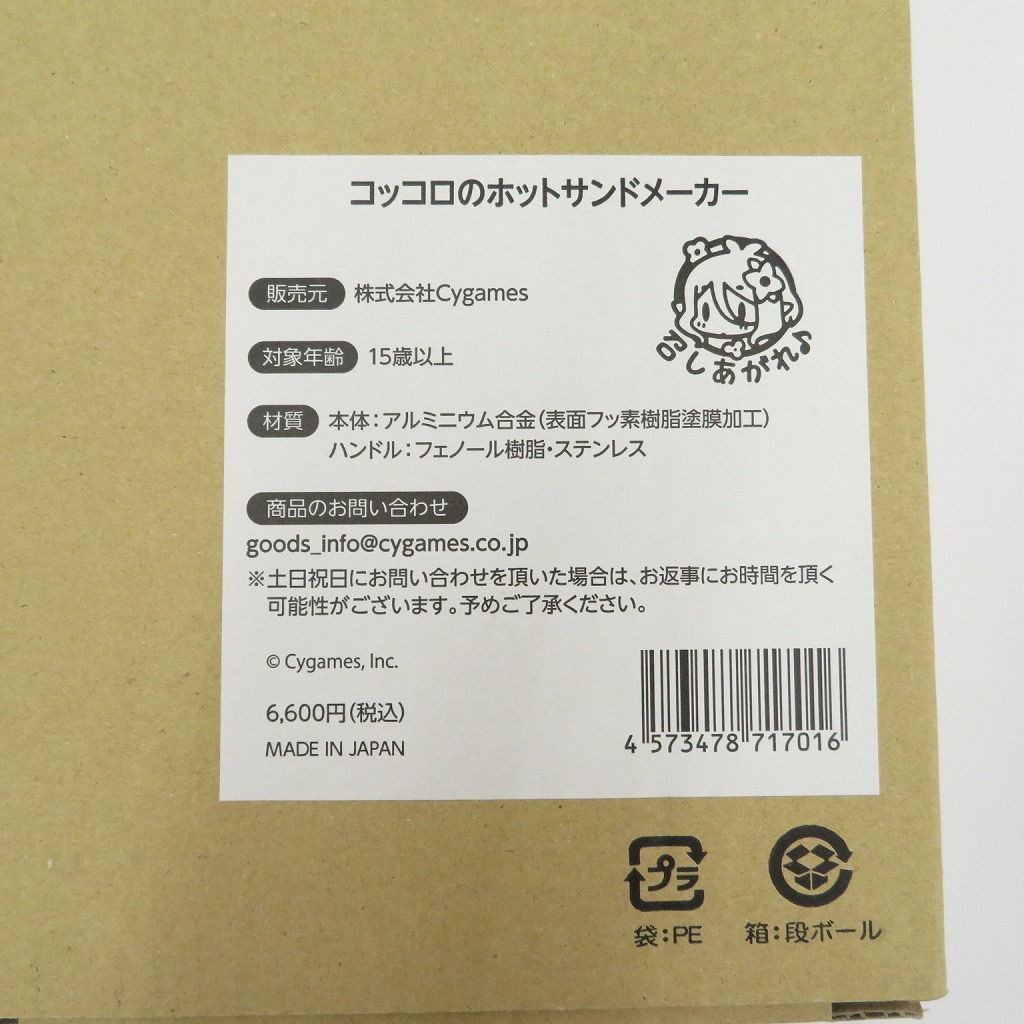 コッコロのホットサンドメーカー
販売元 株式会社Cygames
対象年齢 15歳以上
めしあがれ♪
材質 本体：アルミニウム合金（表面フッ素樹脂塗膜加工）
ハンドル：フェノール樹脂・ステンレス
商品のお問い合わせ
goods_info@cygames.co.jp
※土日祝日にお問い合わせを頂いた場合は、お返事にお時間を頂く
可能性がございます。予めご了承ください。
© Cygames, Inc.
6,600円（税込）
MADE IN JAPAN
4 573478 717016
プラ
袋：PE
箱：段ボール